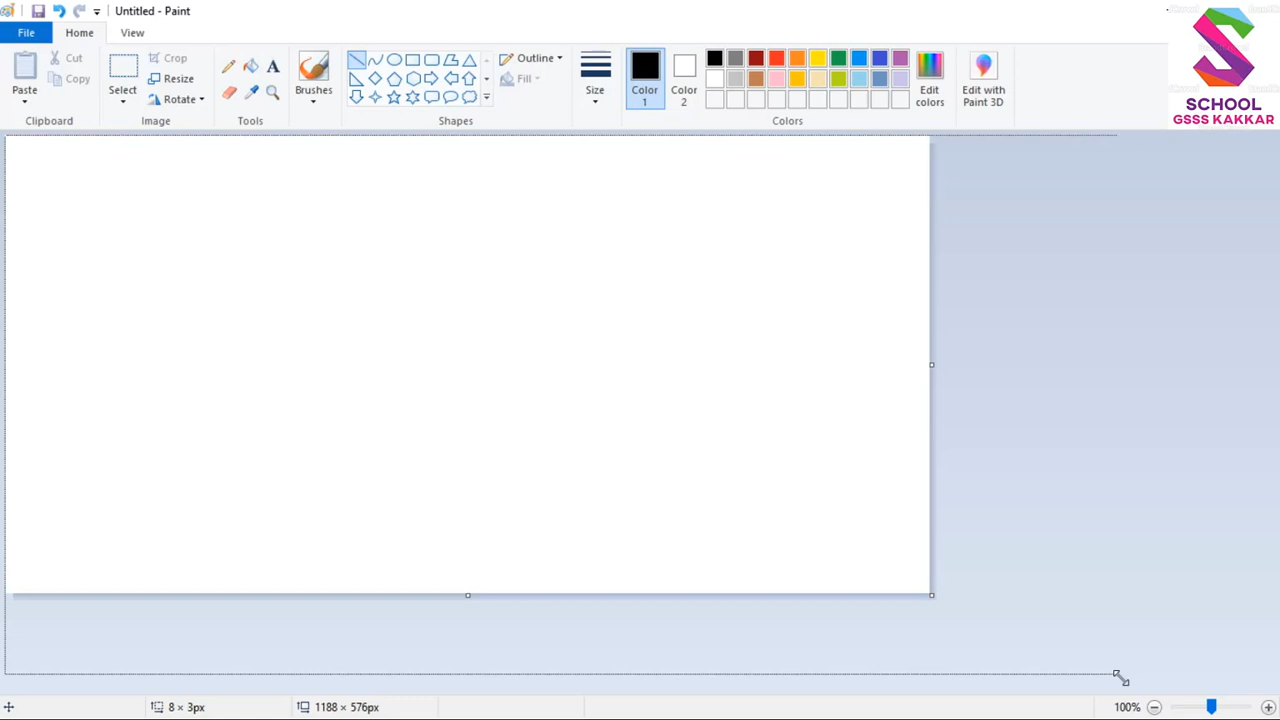 Untitled - Paint
File Home View
Paste
Cut
Copy
Clipboard
Select
Crop
Resize
Rotate
Image
A
Tools
Brushes
Outline
Fill
Shapes
Size
Color 1
Color 2
Edit colors
Colors
Edit with Paint 3D
SCHOOL
GSSS KAKKAR
8 × 3px
1188 × 576px
100%